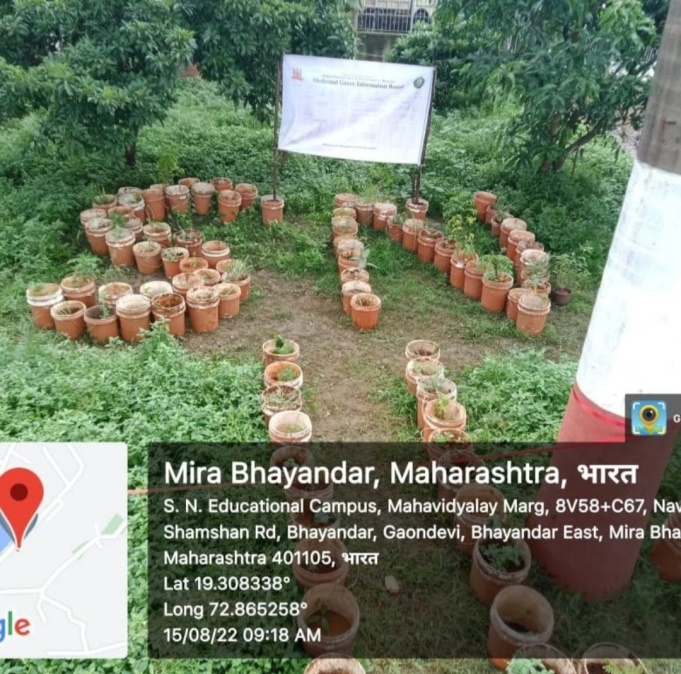 Medicinal Green Information Board
G
Mira Bhayandar, Maharashtra, भारत
S. N. Educational Campus, Mahavidyalay Marg, 8V58+C67, Nav
Shamshan Rd, Bhayandar, Gaondevi, Bhayandar East, Mira Bha
Maharashtra 401105, भारत
Lat 19.308338°
Long 72.865258°
15/08/22 09:18 AM
gle